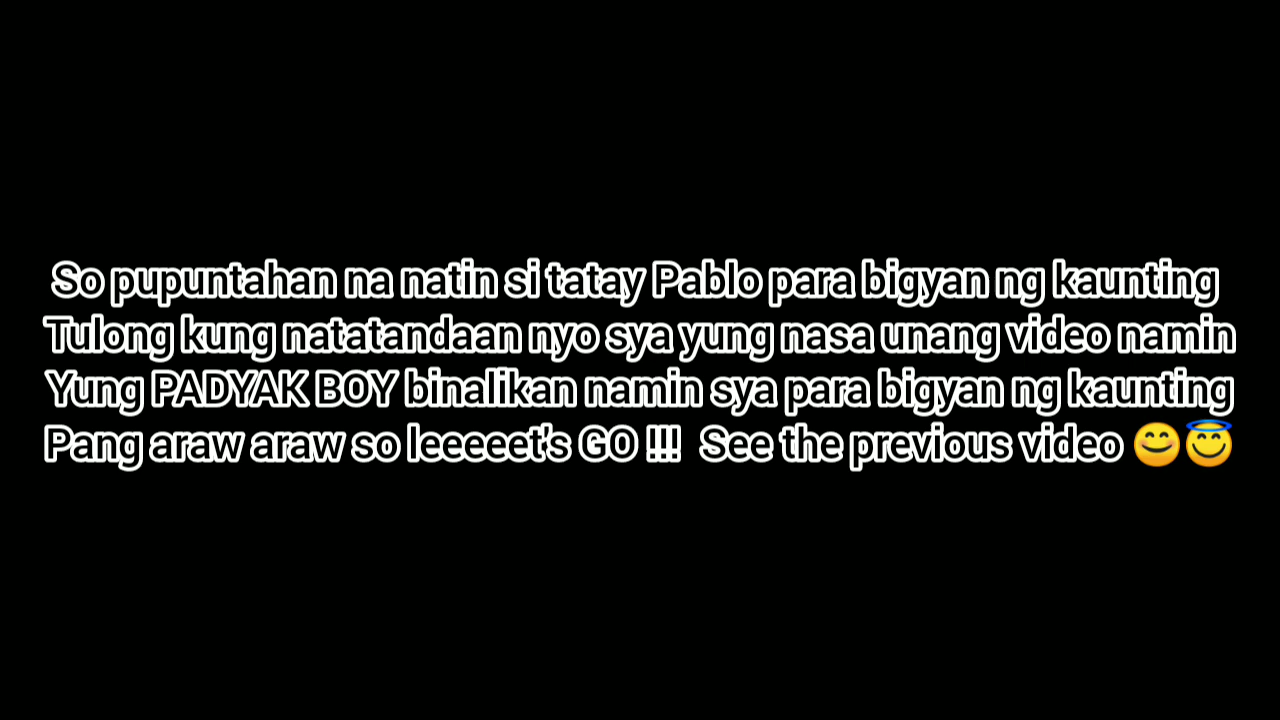 So pupuntahan na natin si tatay Pablo para bigyan ng kaunting
Tulong kung natatandaan nyo sya yung nasa unang video namin
Yung PADYAK BOY binalikan namin sya para bigyan ng kaunting
Pang araw araw so leeeeet's GO !!!  See the previous video 😊😇